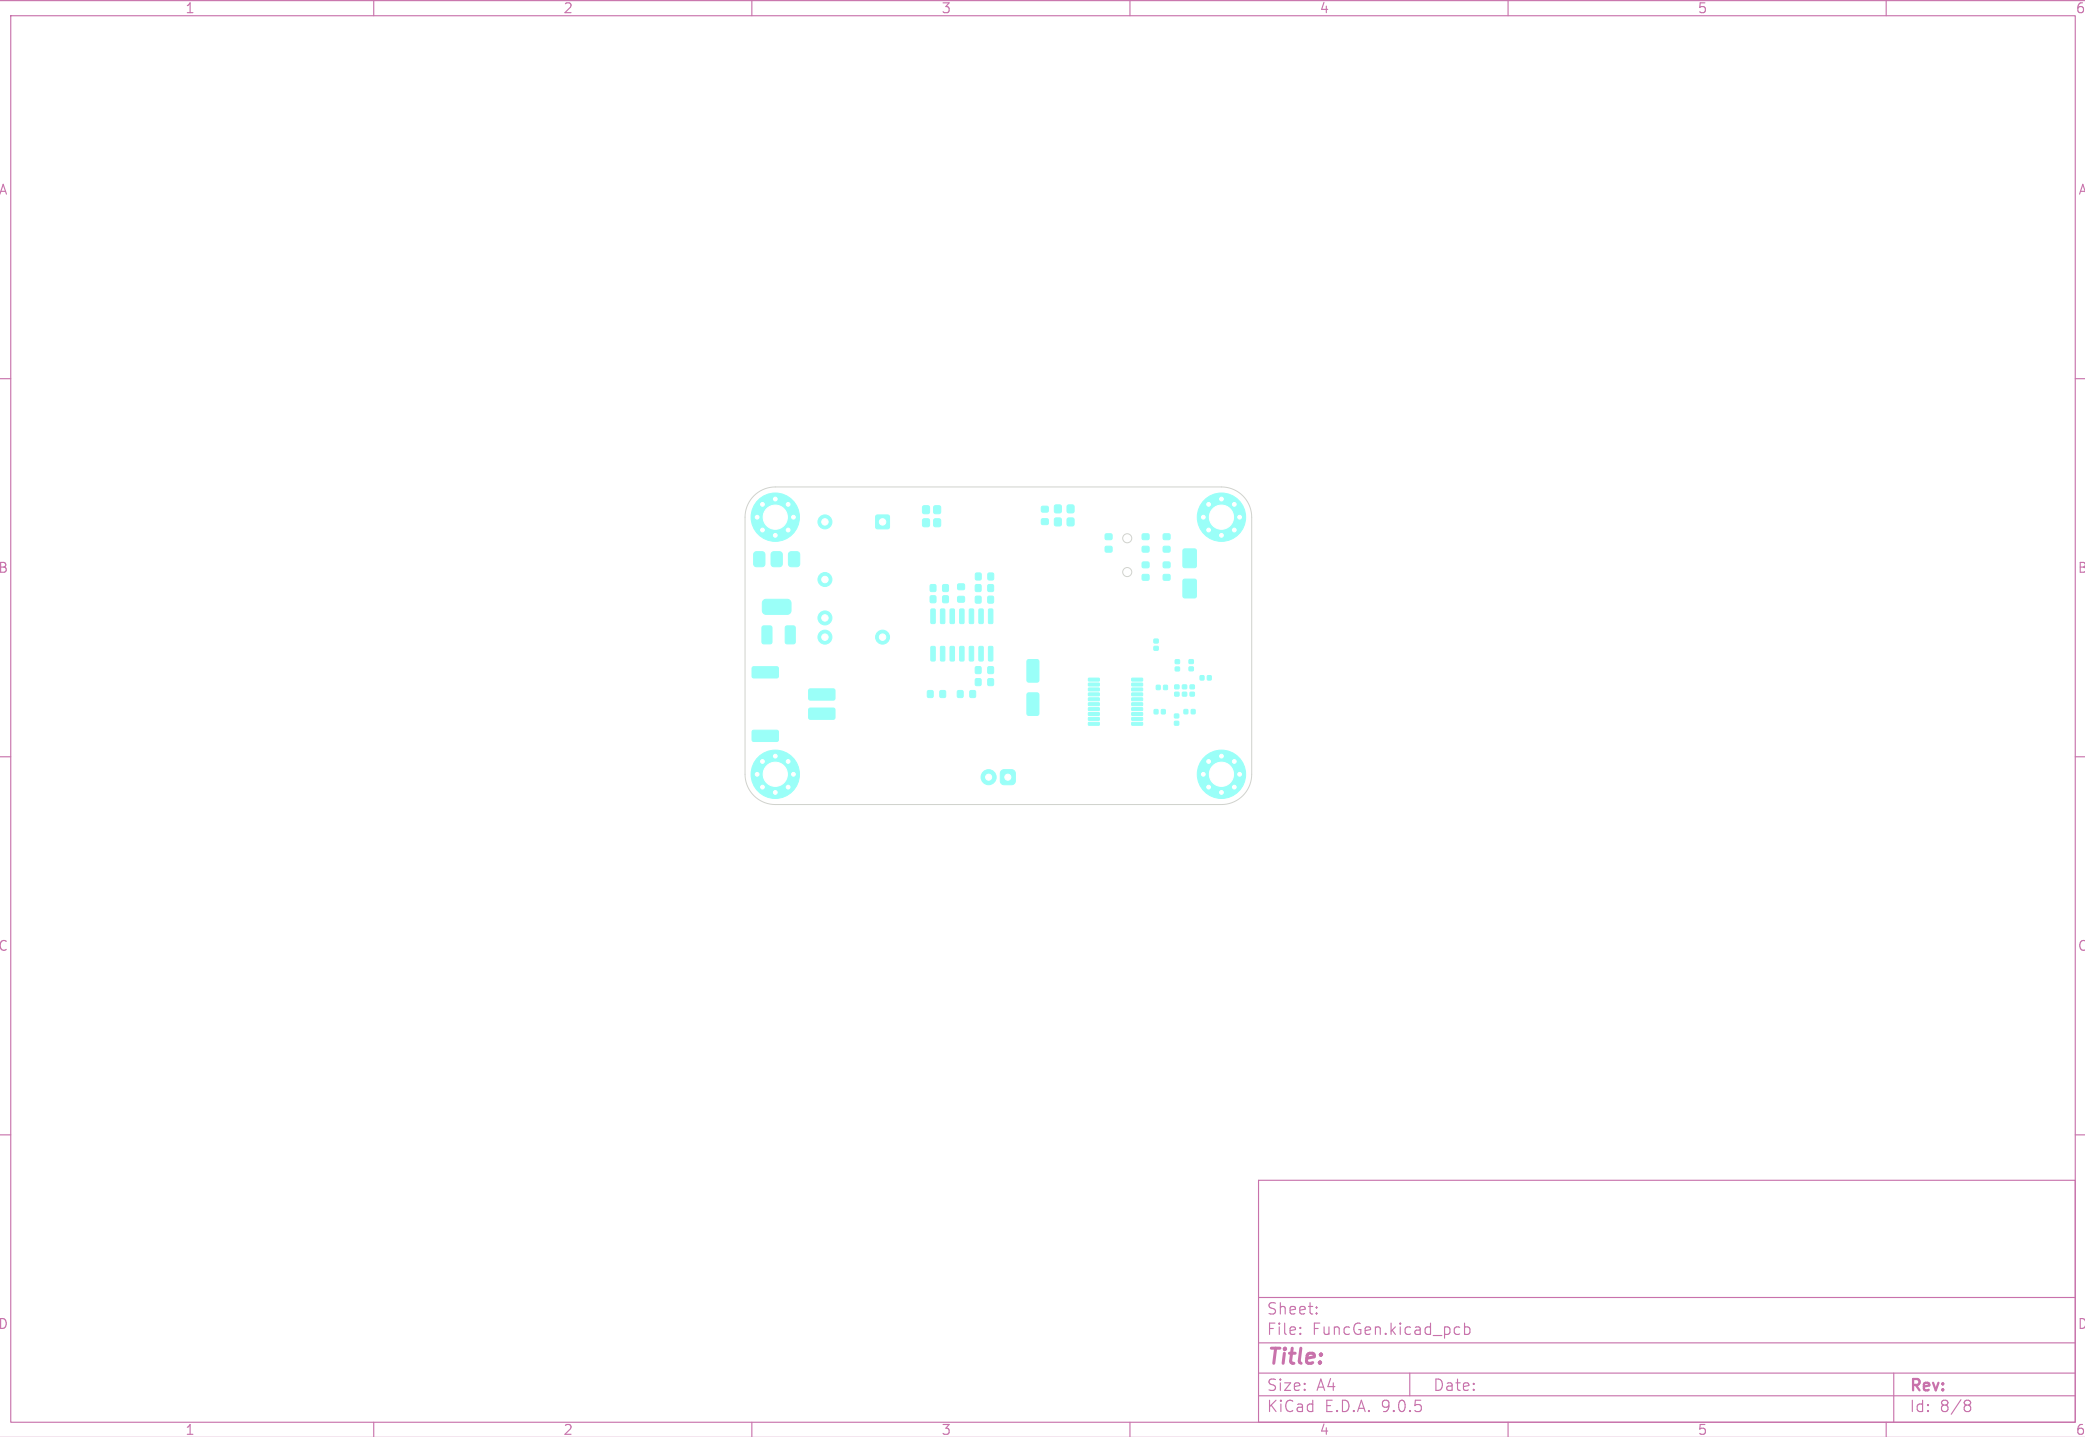 1 2 3 4 5 6
A A
B B
C C
Sheet:
File: FuncGen.kicad_pcb
D D
Title:
Size: A4 Date: Rev:
KiCad E.D.A. 9.0.5 Id: 8/8
1 2 3 4 5 6